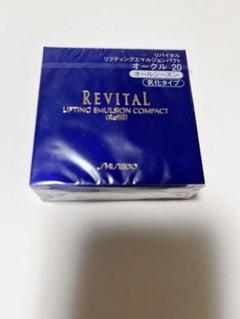 リバイタル
リフティングエマルジョンパクト
オークル 20
オールシーズン
乳化タイプ
REVITAL
LIFTING EMULSION COMPACT
(Refill)
SHISEIDO